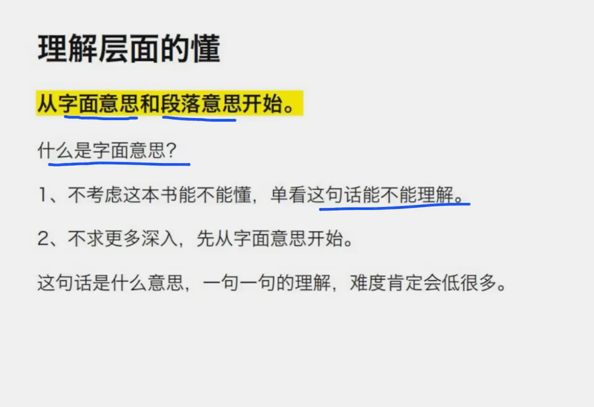 理解层面的懂
从字面意思和段落意思开始。
什么是字面意思？
1、不考虑这本书能不能懂，单看这句话能不能理解。
2、不求更多深入，先从字面意思开始。
这句话是什么意思，一句一句的理解，难度肯定会低很多。